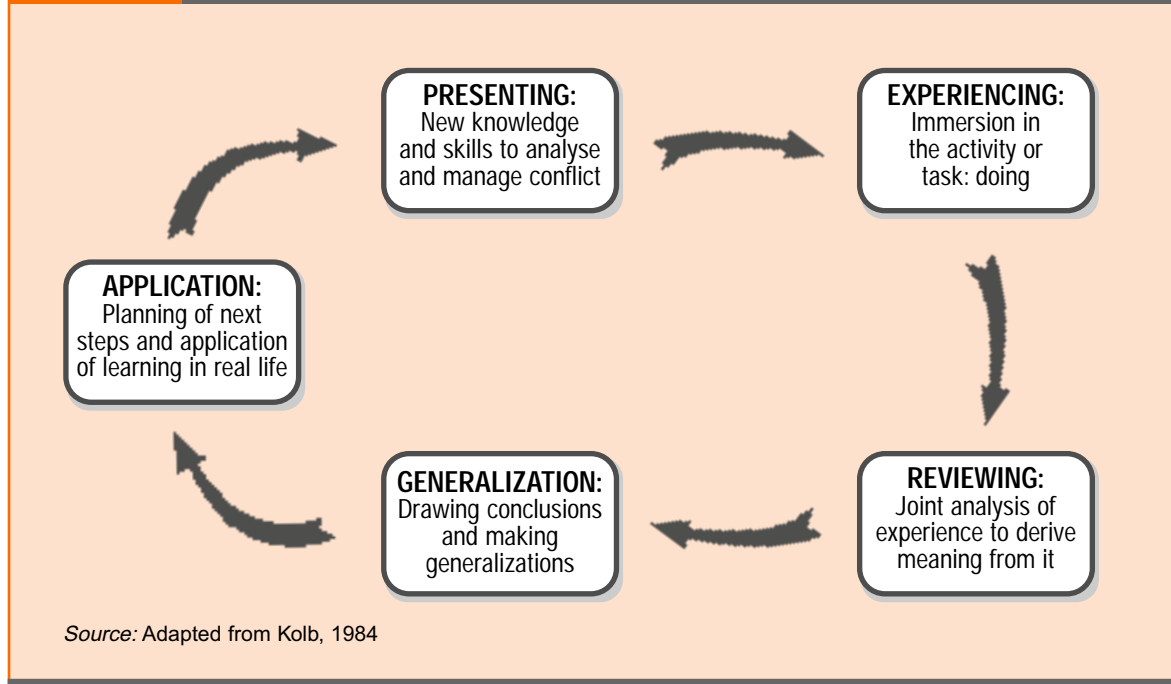 PRESENTING:
New knowledge
and skills to analyse
and manage conflict
EXPERIENCING:
Immersion in
the activity or
task: doing
REVIEWING:
Joint analysis of
experience to derive
meaning from it
GENERALIZATION:
Drawing conclusions
and making
generalizations
APPLICATION:
Planning of next
steps and application
of learning in real life
Source: Adapted from Kolb, 1984